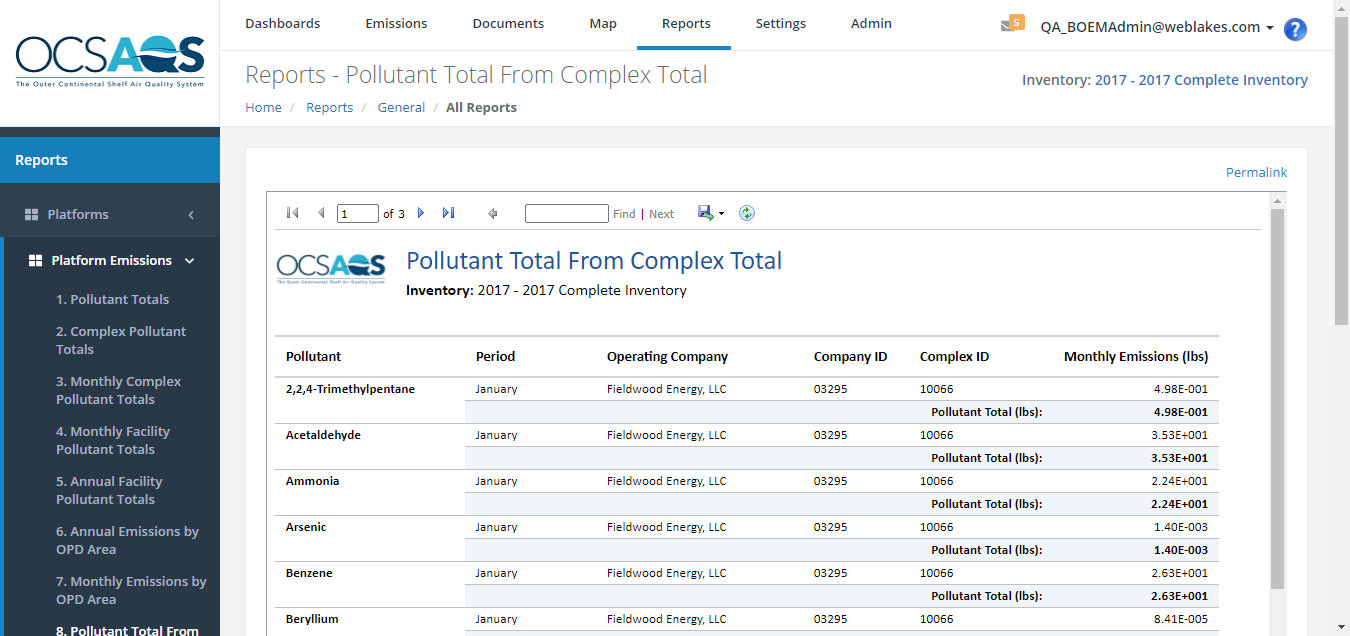 OCSAQS
The Outer Continental Shelf Air Quality System
Dashboards Emissions Documents Map Reports Settings Admin
5 QA_BOEMAdmin@weblakes.com ?
Reports - Pollutant Total From Complex Total
Inventory: 2017 - 2017 Complete Inventory
Home / Reports / General / All Reports
Reports
Platforms
Platform Emissions
1. Pollutant Totals
2. Complex Pollutant
Totals
3. Monthly Complex
Pollutant Totals
4. Monthly Facility
Pollutant Totals
5. Annual Facility
Pollutant Totals
6. Annual Emissions by
OPD Area
7. Monthly Emissions by
OPD Area
8. Pollutant Total From
Permalink
1 of 3 Find | Next
OCSAQS
The Outer Continental Shelf Air Quality System
Pollutant Total From Complex Total
Inventory: 2017 - 2017 Complete Inventory
Pollutant Period Operating Company Company ID Complex ID Monthly Emissions (lbs)
2,2,4-Trimethylpentane January Fieldwood Energy, LLC 03295 10066 4.98E-001
Pollutant Total (lbs): 4.98E-001
Acetaldehyde January Fieldwood Energy, LLC 03295 10066 3.53E+001
Pollutant Total (lbs): 3.53E+001
Ammonia January Fieldwood Energy, LLC 03295 10066 2.24E+001
Pollutant Total (lbs): 2.24E+001
Arsenic January Fieldwood Energy, LLC 03295 10066 1.40E-003
Pollutant Total (lbs): 1.40E-003
Benzene January Fieldwood Energy, LLC 03295 10066 2.63E+001
Pollutant Total (lbs): 2.63E+001
Beryllium January Fieldwood Energy, LLC 03295 10066 8.41E-005